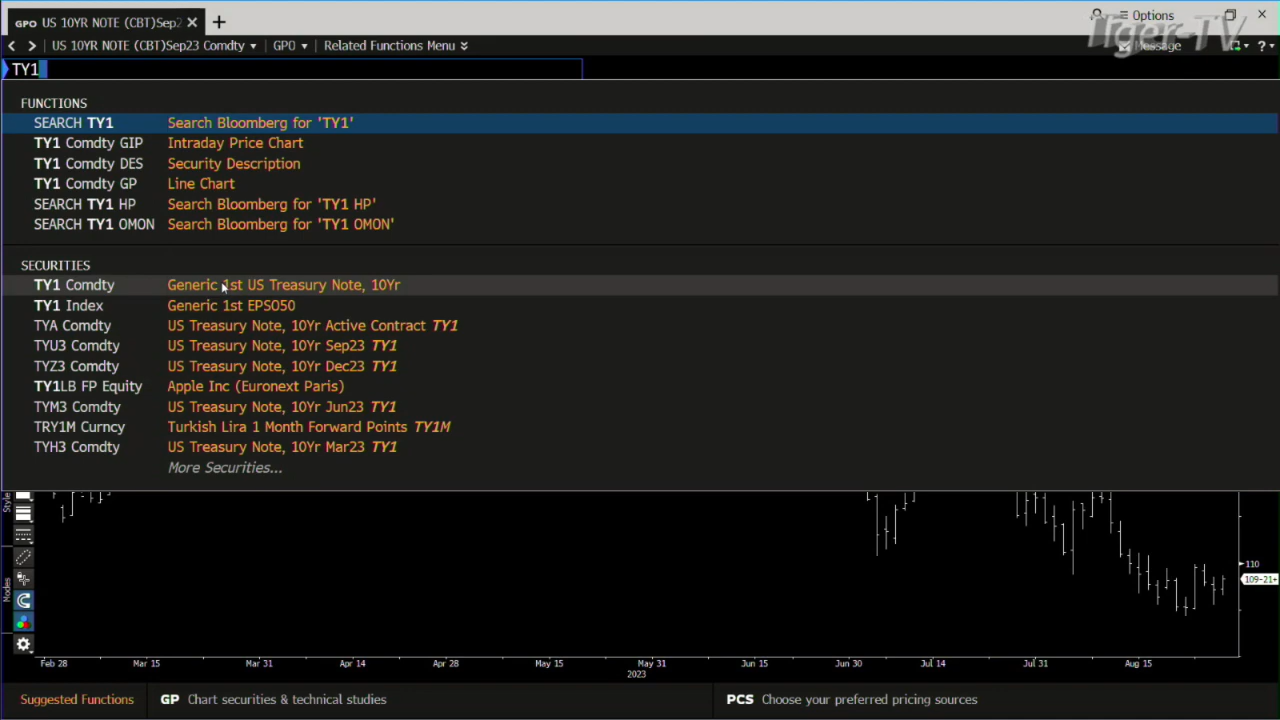 GPO US 10YR NOTE (CBT)Sep2
Options
US 10YR NOTE (CBT)Sep23 Comdty GPO Related Functions Menu Message ?
Tiger-TV
TY1
FUNCTIONS
SEARCH TY1 Search Bloomberg for 'TY1'
TY1 Comdty GIP Intraday Price Chart
TY1 Comdty DES Security Description
TY1 Comdty GP Line Chart
SEARCH TY1 HP Search Bloomberg for 'TY1 HP'
SEARCH TY1 OMON Search Bloomberg for 'TY1 OMON'
SECURITIES
TY1 Comdty Generic 1st US Treasury Note, 10Yr
TY1 Index Generic 1st EPSO50
TYA Comdty US Treasury Note, 10Yr Active Contract TY1
TYU3 Comdty US Treasury Note, 10Yr Sep23 TY1
TYZ3 Comdty US Treasury Note, 10Yr Dec23 TY1
TY1LB FP Equity Apple Inc (Euronext Paris)
TYM3 Comdty US Treasury Note, 10Yr Jun23 TY1
TRY1M Curncy Turkish Lira 1 Month Forward Points TY1M
TYH3 Comdty US Treasury Note, 10Yr Mar23 TY1
More Securities...
Style
110
109-21+
Modes
Feb 28 Mar 15 Mar 31 Apr 14 Apr 28 May 15 May 31 Jun 15 Jun 30 Jul 14 Jul 31 Aug 15
2023
Suggested Functions GP Chart securities & technical studies PCS Choose your preferred pricing sources